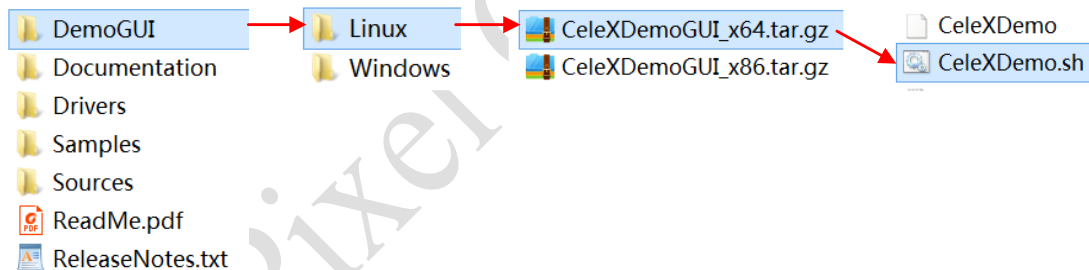 DemoGUI
Documentation
Drivers
Samples
Sources
ReadMe.pdf
ReleaseNotes.txt
Linux
Windows
CeleXDemoGUI_x64.tar.gz
CeleXDemoGUI_x86.tar.gz
CeleXDemo
CeleXDemo.sh
Pixel